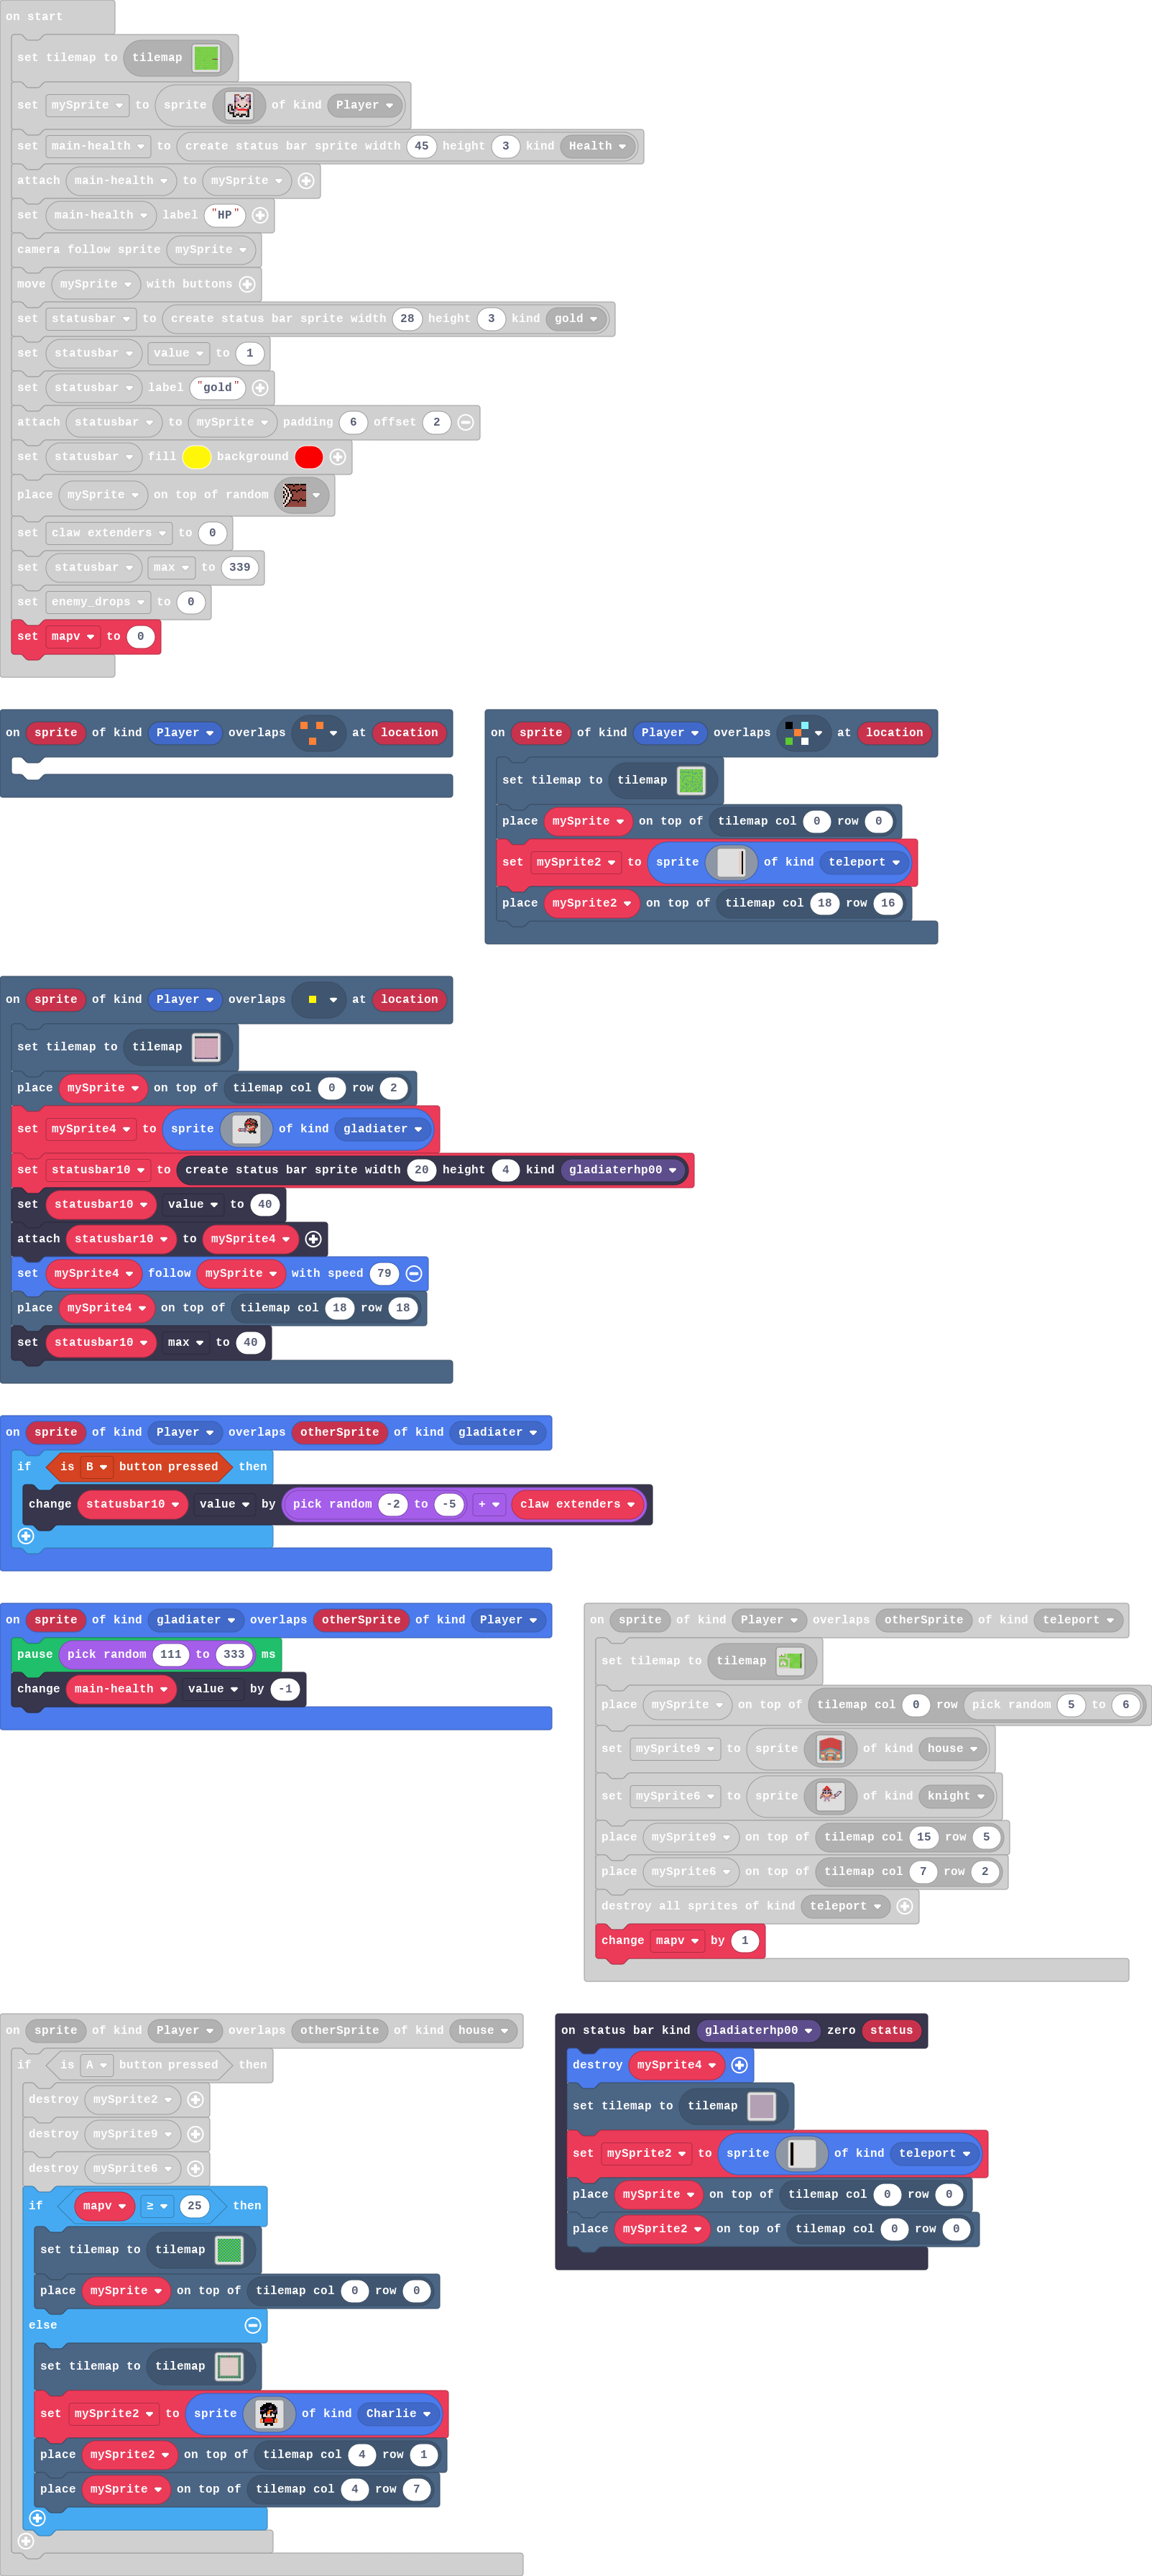 on start
set tilemap to tilemap
set mySprite to sprite of kind Player
set main-health to create status bar sprite width 45 height 3 kind Health
attach main-health to mySprite
set main-health label "HP"
camera follow sprite mySprite
move mySprite with buttons
set statusbar to create status bar sprite width 28 height 3 kind gold
set statusbar value to 1
set statusbar label "gold"
attach statusbar to mySprite padding 6 offset 2
set statusbar fill background
place mySprite on top of random
set claw extenders to 0
set statusbar max to 339
set enemy_drops to 0
set mapv to 0
on sprite of kind Player overlaps at location
on sprite of kind Player overlaps at location
set tilemap to tilemap
place mySprite on top of tilemap col 0 row 0
set mySprite2 to sprite of kind teleport
place mySprite2 on top of tilemap col 18 row 16
on sprite of kind Player overlaps at location
set tilemap to tilemap
place mySprite on top of tilemap col 0 row 2
set mySprite4 to sprite of kind gladiater
set statusbar10 to create status bar sprite width 20 height 4 kind gladiaterhp00
set statusbar10 value to 40
attach statusbar10 to mySprite4
set mySprite4 follow mySprite with speed 79
place mySprite4 on top of tilemap col 18 row 18
set statusbar10 max to 40
on sprite of kind Player overlaps otherSprite of kind gladiater
if is B button pressed then
change statusbar10 value by pick random -2 to -5 + claw extenders
on sprite of kind gladiater overlaps otherSprite of kind Player
pause pick random 111 to 333 ms
change main-health value by -1
on sprite of kind Player overlaps otherSprite of kind teleport
set tilemap to tilemap
place mySprite on top of tilemap col 0 row pick random 5 to 6
set mySprite9 to sprite of kind house
set mySprite6 to sprite of kind knight
place mySprite9 on top of tilemap col 15 row 5
place mySprite6 on top of tilemap col 7 row 2
destroy all sprites of kind teleport
change mapv by 1
on sprite of kind Player overlaps otherSprite of kind house
if is A button pressed then
destroy mySprite2
destroy mySprite9
destroy mySprite6
if mapv ≥ 25 then
set tilemap to tilemap
place mySprite on top of tilemap col 0 row 0
else
set tilemap to tilemap
set mySprite2 to sprite of kind Charlie
place mySprite2 on top of tilemap col 4 row 1
place mySprite on top of tilemap col 4 row 7
on status bar kind gladiaterhp00 zero status
destroy mySprite4
set tilemap to tilemap
set mySprite2 to sprite of kind teleport
place mySprite on top of tilemap col 0 row 0
place mySprite2 on top of tilemap col 0 row 0